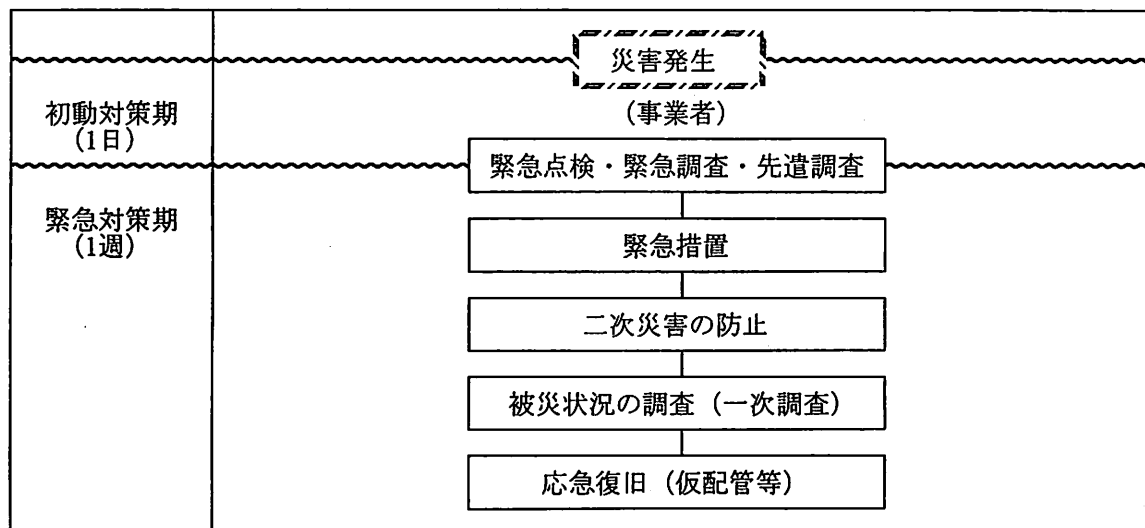 災害発生
初動対策期
(1日)
(事業者)
緊急点検・緊急調査・先遣調査
緊急対策期
(1週)
緊急措置
二次災害の防止
被災状況の調査(一次調査)
応急復旧(仮配管等)